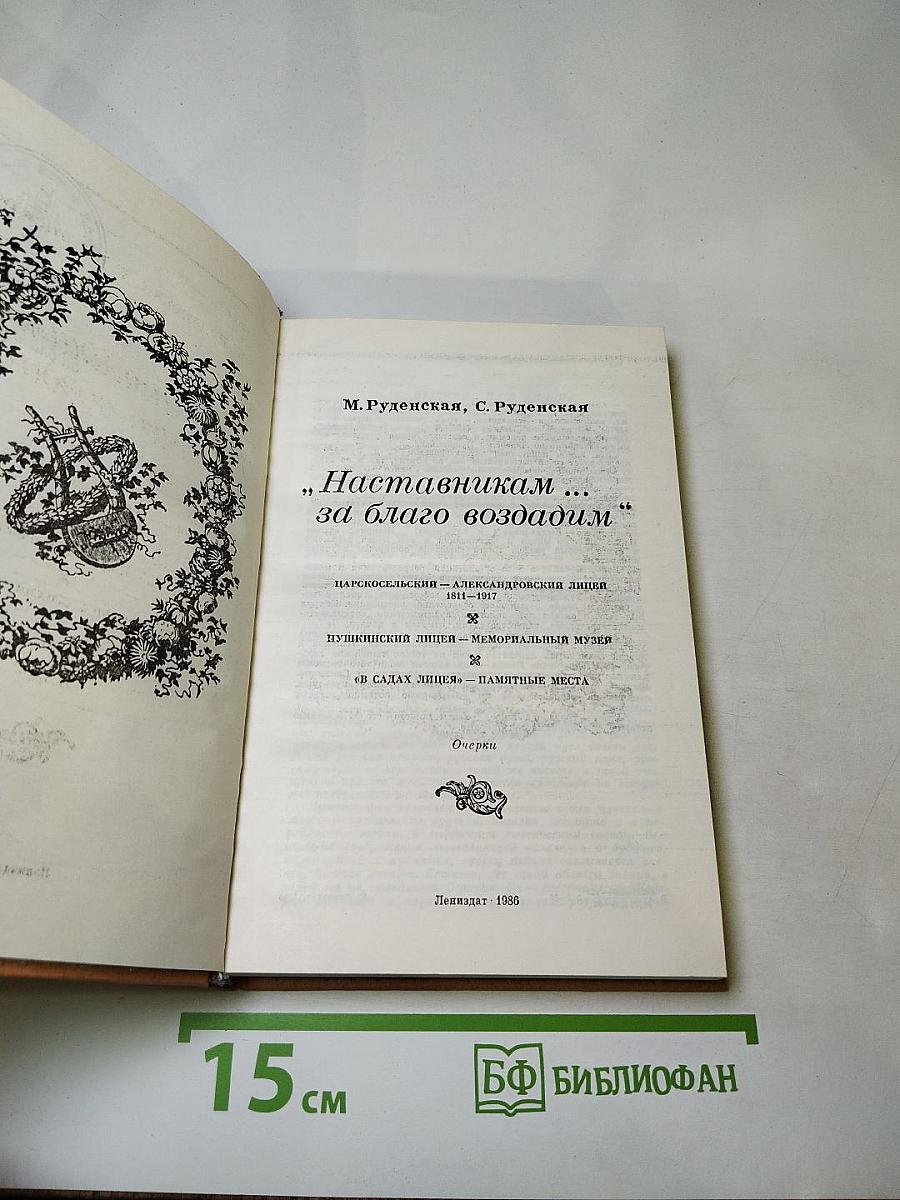 М. Руденская, С. Руденская
„Наставникам ...
за благо воздадим“
ЦАРСКОСЕЛЬСКИЙ — АЛЕКСАНДРОВСКИЙ ЛИЦЕЙ
1811—1917
ПУШКИНСКИЙ ЛИЦЕЙ — МЕМОРИАЛЬНЫЙ МУЗЕЙ
«В САДАХ ЛИЦЕЯ» — ПАМЯТНЫЕ МЕСТА
Очерки
Лениздат · 1986
15 см
БФ БИБЛИОФАН